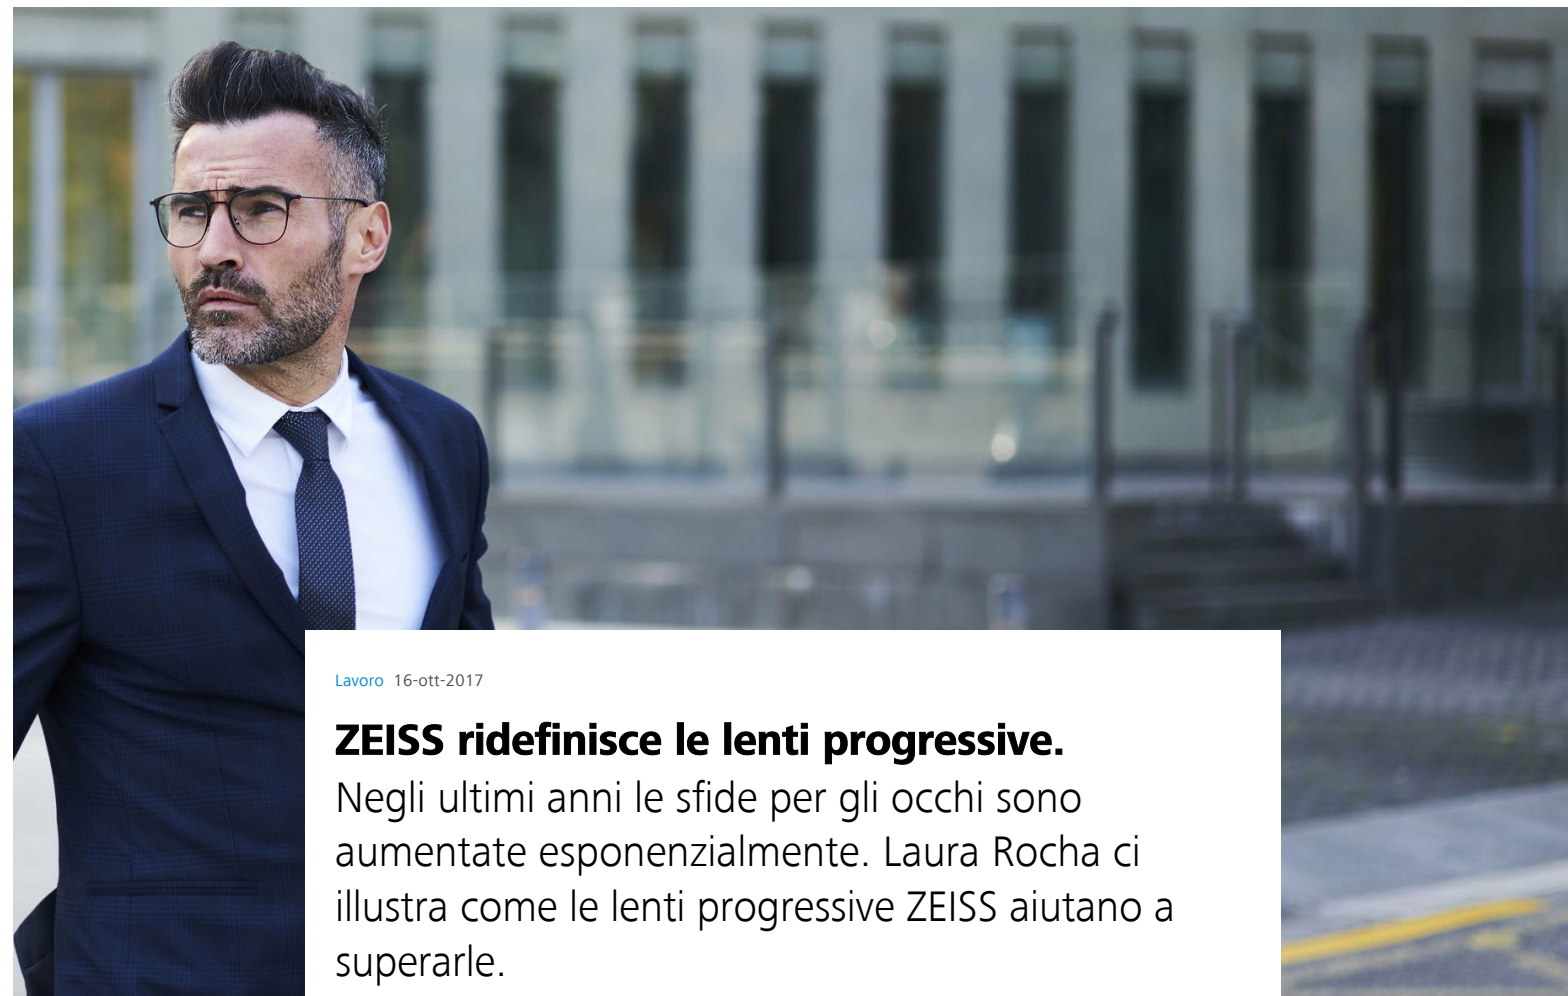 Lavoro 16-ott-2017
ZEISS ridefinisce le lenti progressive.
Negli ultimi anni le sfide per gli occhi sono
aumentate esponenzialmente. Laura Rocha ci
illustra come le lenti progressive ZEISS aiutano a
superarle.